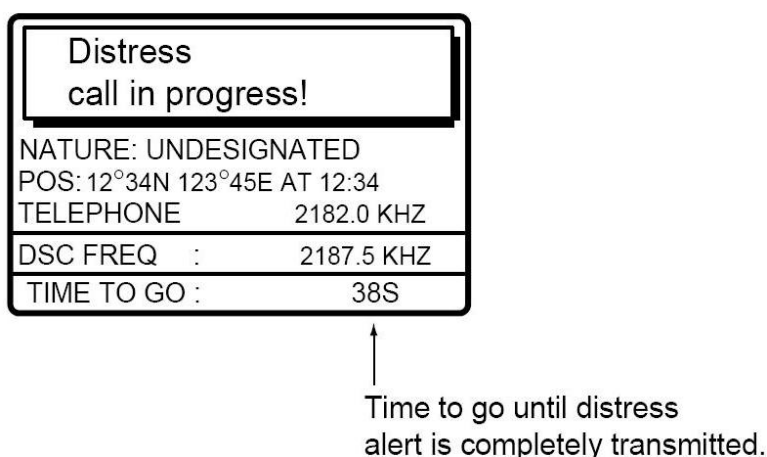 Distress
call in progress!
NATURE: UNDESIGNATED
POS: 12°34N 123°45E AT 12:34
TELEPHONE 2182.0 KHZ
DSC FREQ : 2187.5 KHZ
TIME TO GO : 38S
Time to go until distress
alert is completely transmitted.